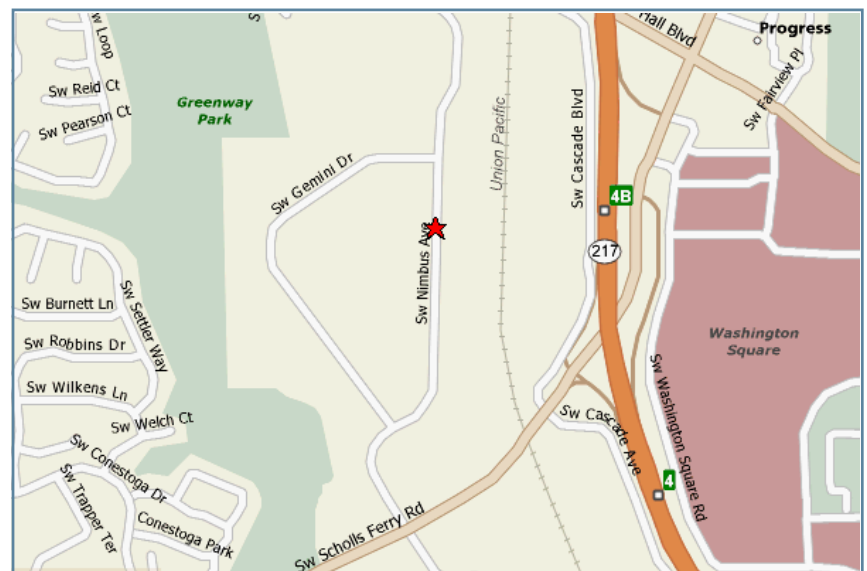 Sw Loop
S
Hall Blvd
Progress
Sw Reid Ct
Greenway
Park
Sw Pearson Ct
Union Pacific
Sw Cascade Blvd
Sw Fairview Pl
Sw Gemini Dr
4B
217
Sw Nimbus Ave
Sw Settler Way
Sw Burnett Ln
Sw Robbins Dr
Washington
Square
Sw Wilkens Ln
Sw Welch Ct
Sw Cascade Ave
Sw Washington Square Rd
Sw Conestoga Dr
Sw Trapper Ter
4
Conestoga Park
Sw Scholls Ferry Rd